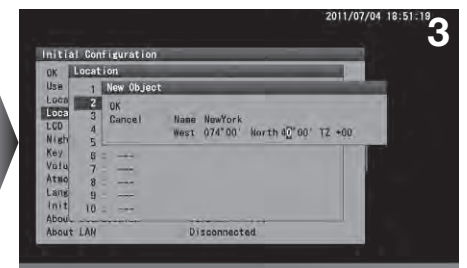 2011/07/04 18:51:19
3
Initial Configuration
OK Location
Use 1 New Object
Loca 2 OK
Loca 3 Cancel Name NewYork
LCD 4 West 074°00' North 40°00' TZ +00
Nigh 5
Key 6 : ---
Volu 7 : ---
Atmo 8 : ---
Lang 9 : ---
Init 10 : ---
Abou
About LAN Disconnected